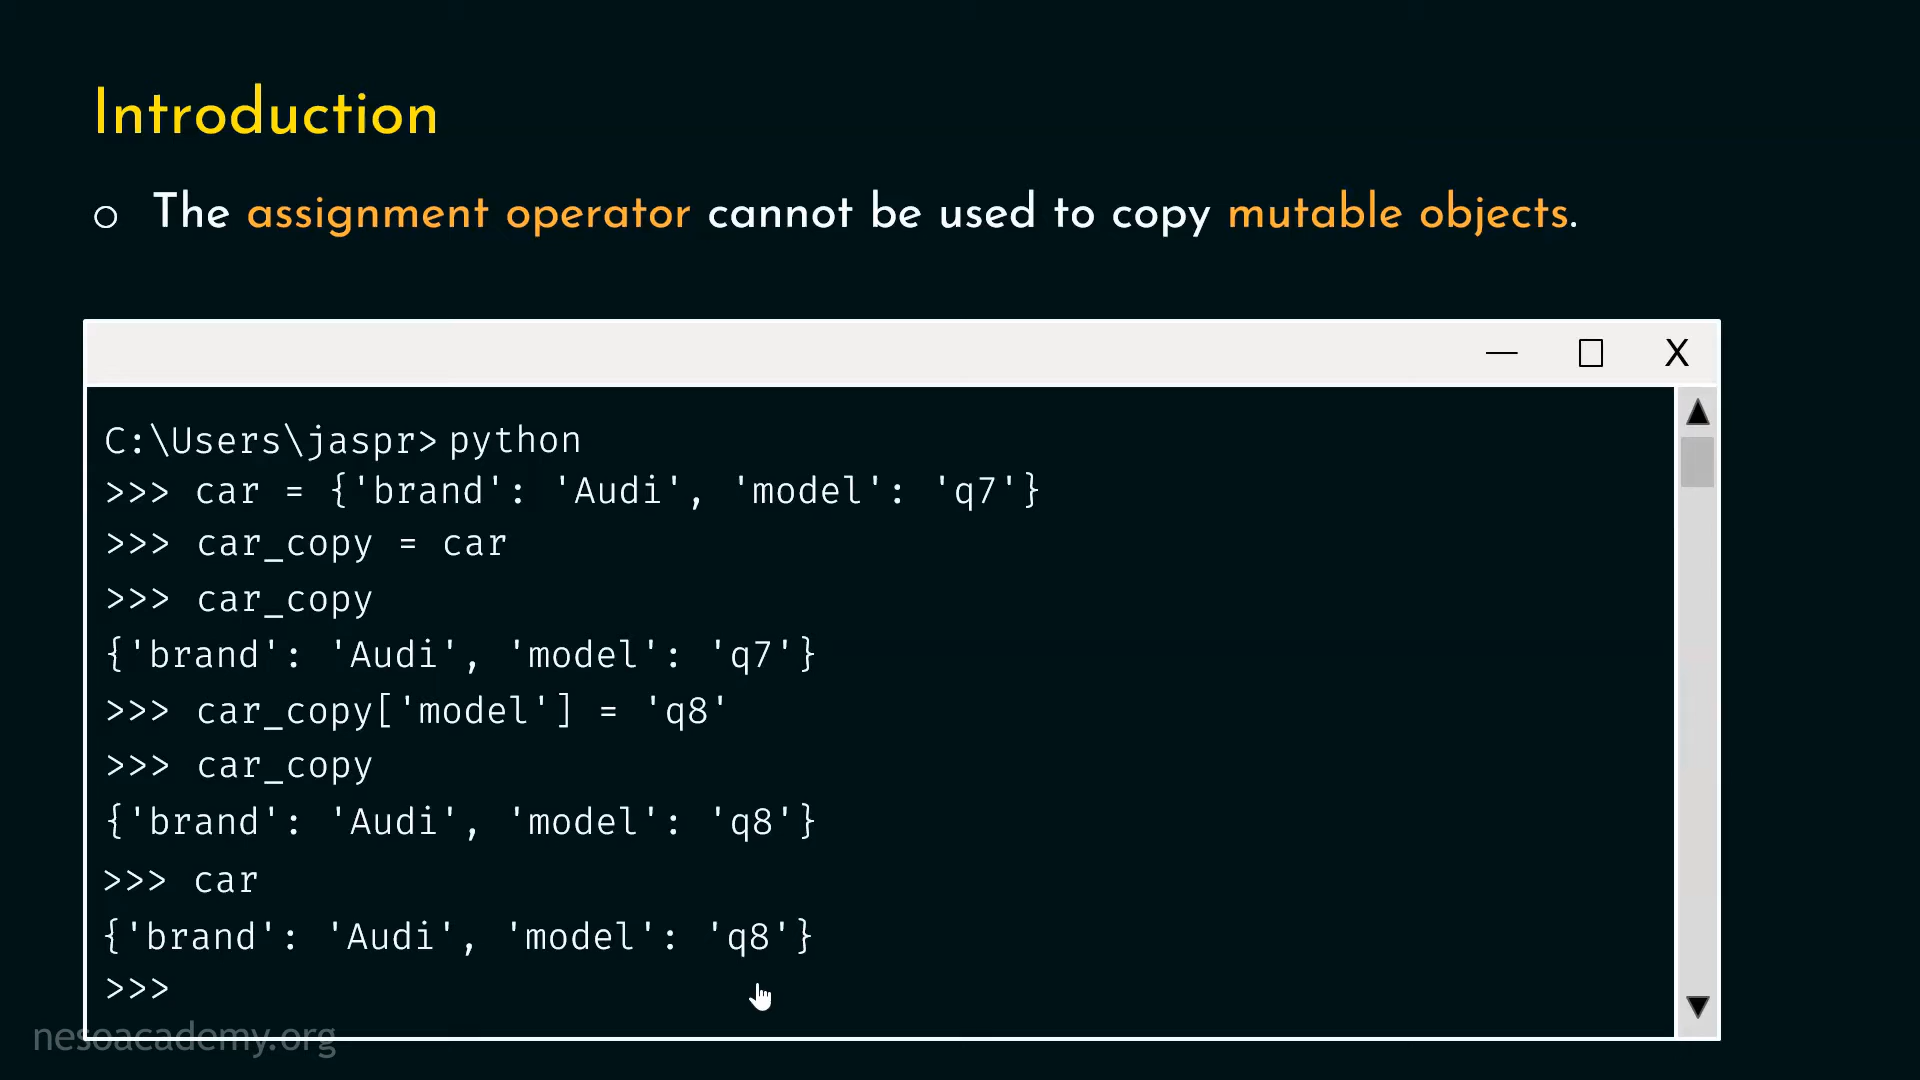 Introduction
The assignment operator cannot be used to copy mutable objects.
X
C:\Users\jaspr> python
>>> car = {'brand': 'Audi', 'model': 'q7'}
>>> car_copy = car
>>> car_copy
{'brand': 'Audi', 'model': 'q7'}
>>> car_copy['model'] = 'q8'
>>> car_copy
{'brand': 'Audi', 'model': 'q8'}
>>> car
{'brand': 'Audi', 'model': 'q8'}
>>>
nesoacademy.org